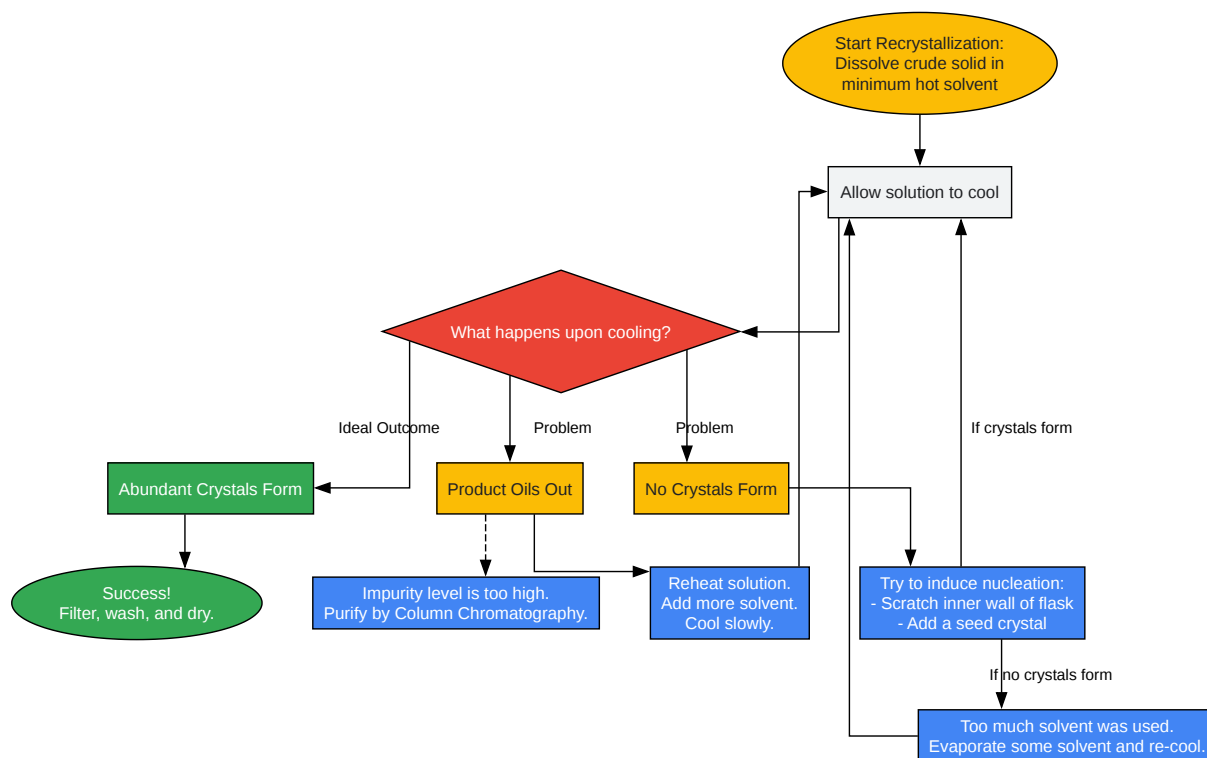 Start Recrystallization:
Dissolve crude solid in
minimum hot solvent
Allow solution to cool
What happens upon cooling?
Ideal Outcome
Problem
Problem
If crystals form
Abundant Crystals Form
Product Oils Out
No Crystals Form
Success!
Filter, wash, and dry.
Impurity level is too high.
Purify by Column Chromatography.
Reheat solution.
Add more solvent.
Cool slowly.
Try to induce nucleation:
- Scratch inner wall of flask
- Add a seed crystal
If no crystals form
Too much solvent was used.
Evaporate some solvent and re-cool.